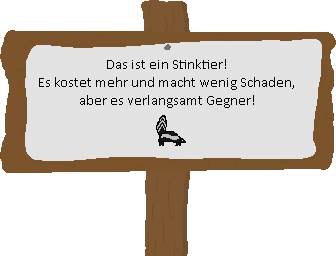 Das ist ein Stinktier!
Es kostet mehr und macht wenig Schaden,
aber es verlangsamt Gegner!